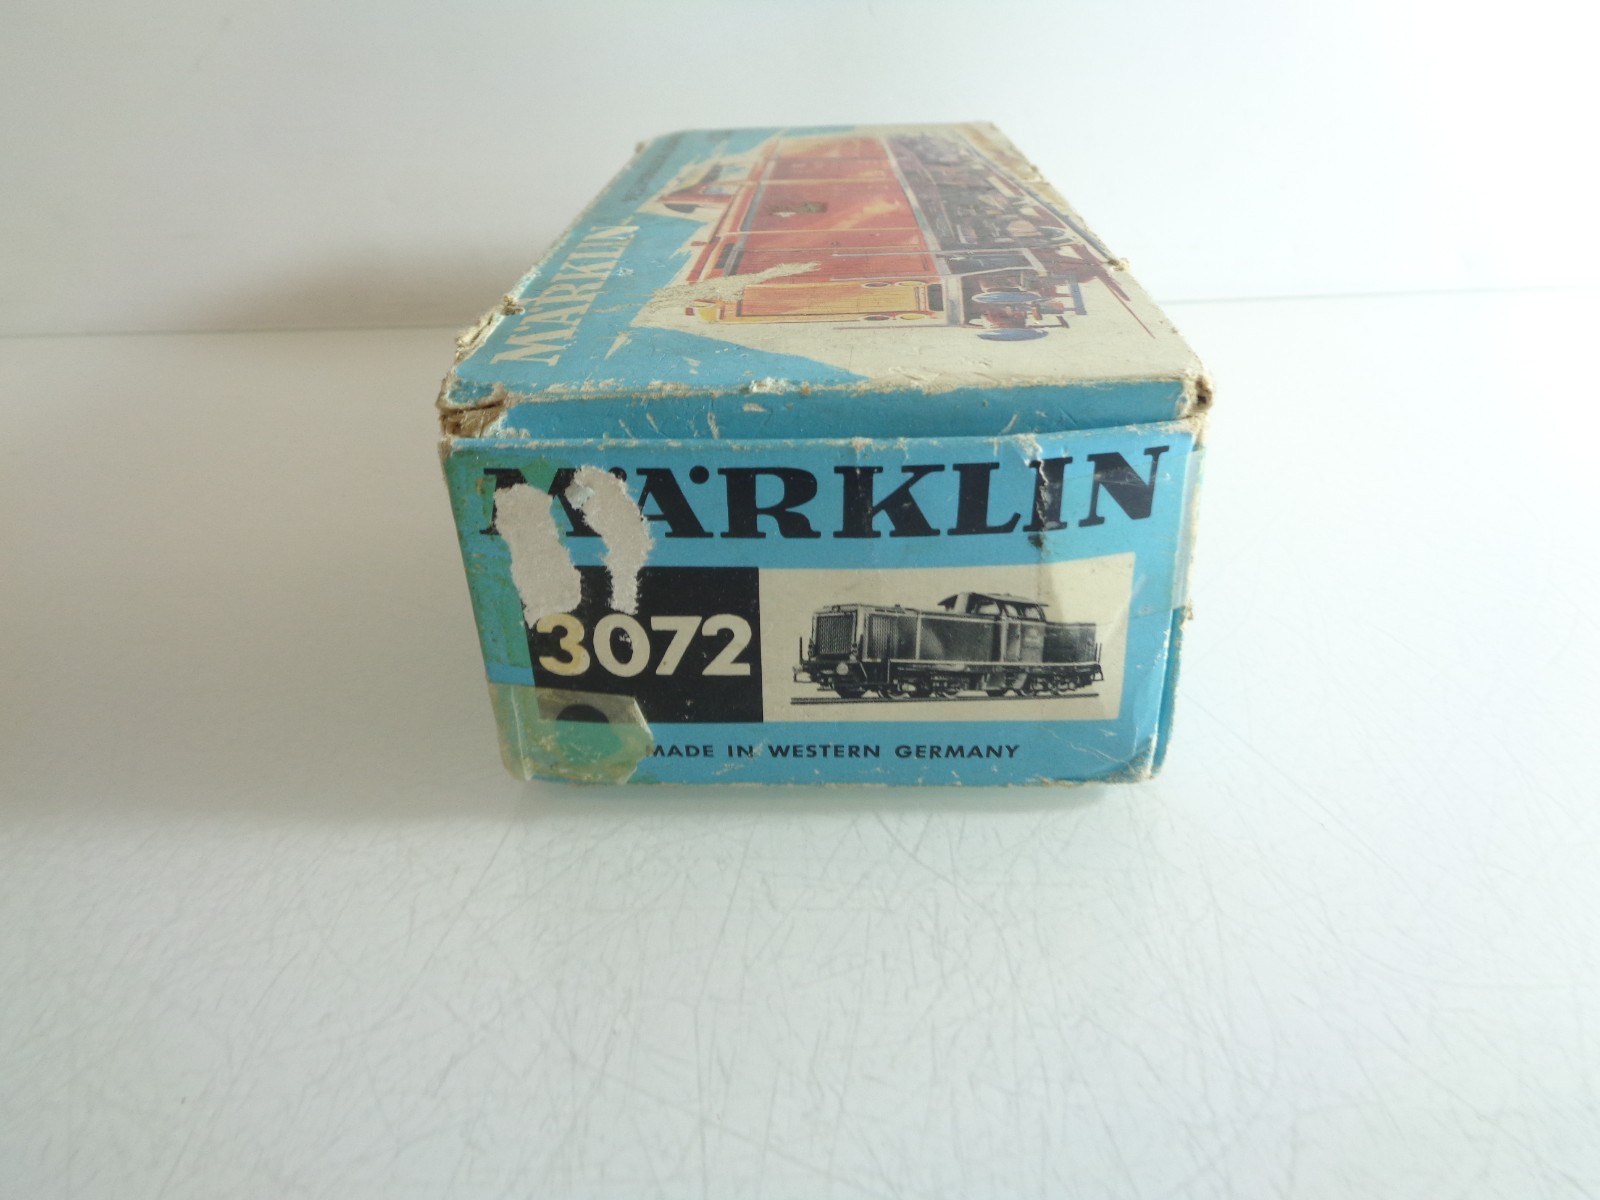 MÄRKLIN
MÄRKLIN
3072
MADE IN WESTERN GERMANY